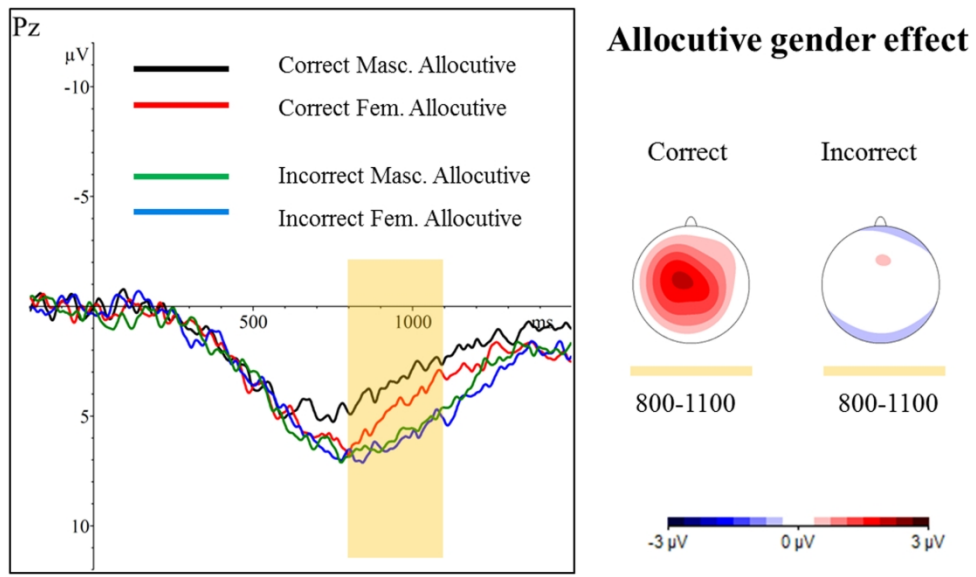 Pz
µV
-10
-5
5
10
500
1000
ms
Correct Masc. Allocutive
Correct Fem. Allocutive
Incorrect Masc. Allocutive
Incorrect Fem. Allocutive
Allocutive gender effect
Correct Incorrect
800-1100 800-1100
-3 µV 0 µV 3 µV